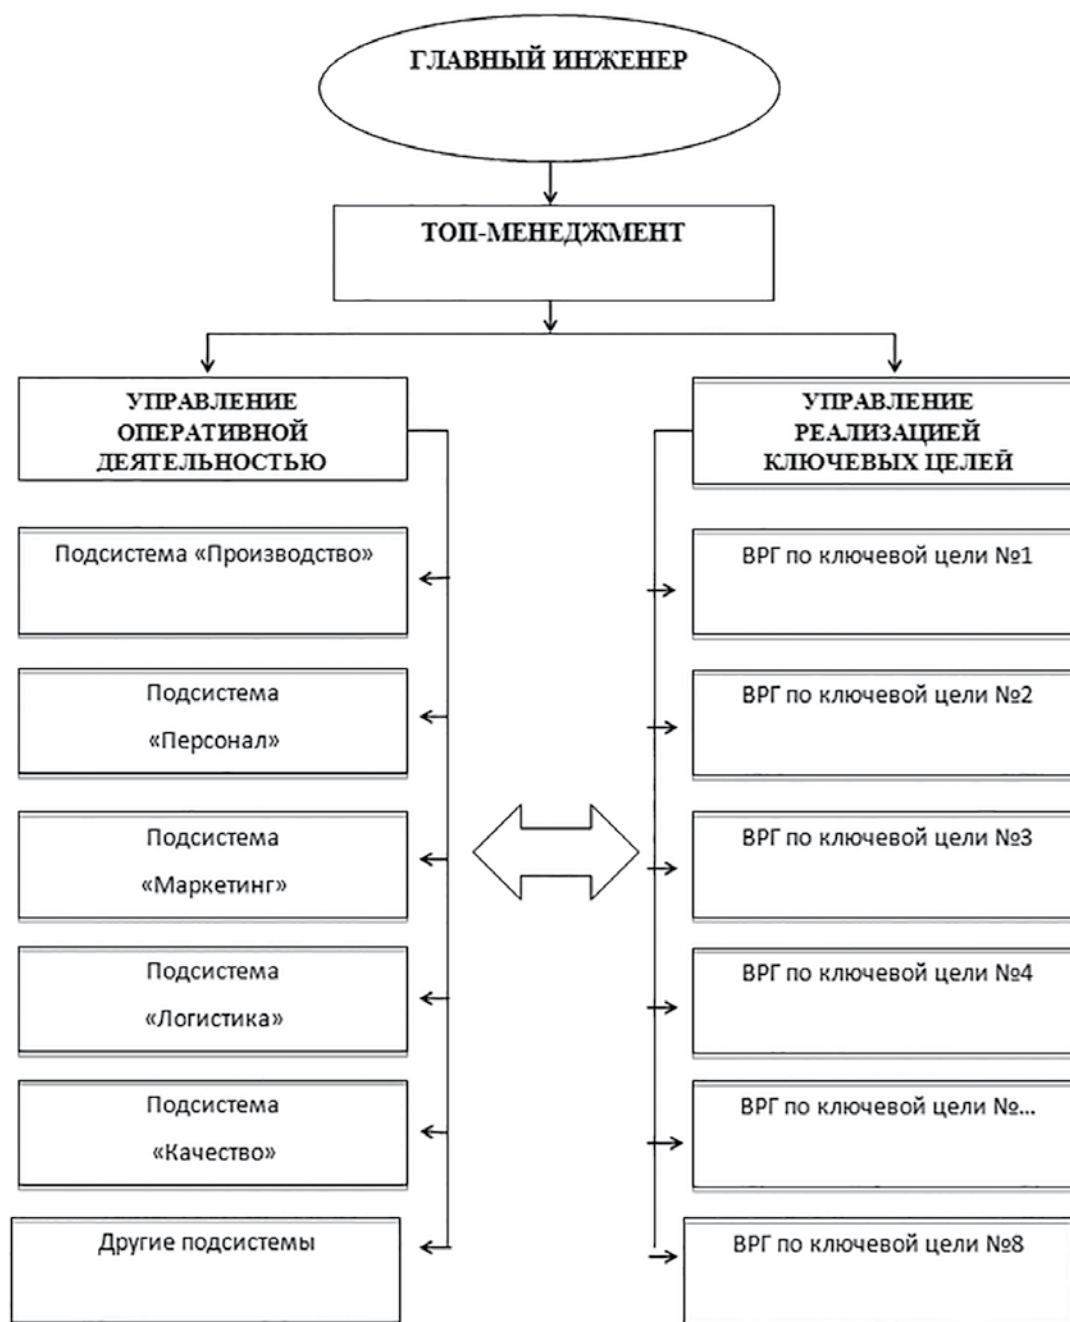 ГЛАВНЫЙ ИНЖЕНЕР
ТОП-МЕНЕДЖМЕНТ
УПРАВЛЕНИЕ
ОПЕРАТИВНОЙ
ДЕЯТЕЛЬНОСТЬЮ
Подсистема «Производство»
Подсистема
«Персонал»
Подсистема
«Маркетинг»
Подсистема
«Логистика»
Подсистема
«Качество»
Другие подсистемы
УПРАВЛЕНИЕ
РЕАЛИЗАЦИЕЙ
КЛЮЧЕВЫХ ЦЕЛЕЙ
ВРГ по ключевой цели №1
ВРГ по ключевой цели №2
ВРГ по ключевой цели №3
ВРГ по ключевой цели №4
ВРГ по ключевой цели №...
ВРГ по ключевой цели №8